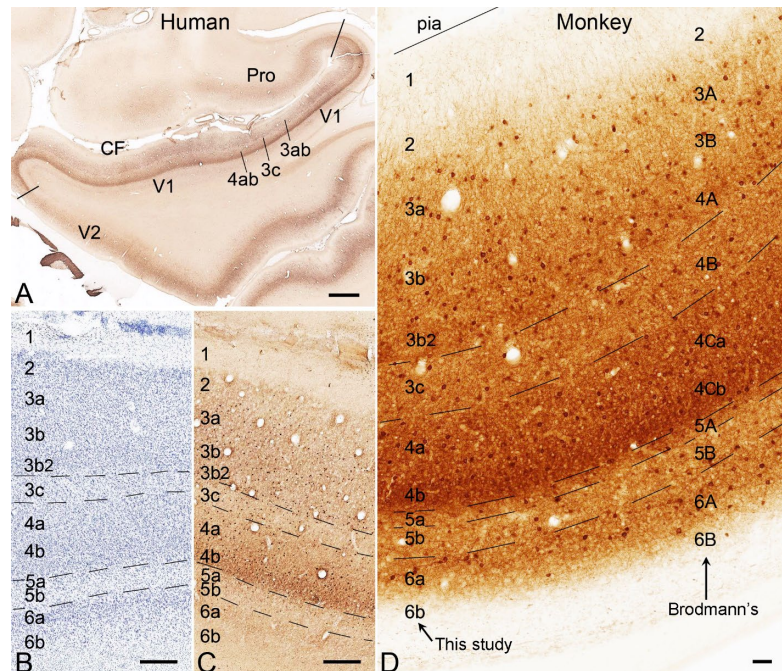 Human
Pro
V1
CF
3ab
3c
4ab
V1
V2
A
1
2
3a
3b
3b2
3c
4a
4b
5a
5b
6a
6b
B
1
2
3a
3b
3b2
3c
4a
4b
5a
5b
6a
6b
C
pia
Monkey
1
2
3a
3b
3b2
3c
4a
4b
5a
5b
6a
6b
This study
2
3A
3B
4A
4B
4Ca
4Cb
5A
5B
6A
6B
Brodmann's
D